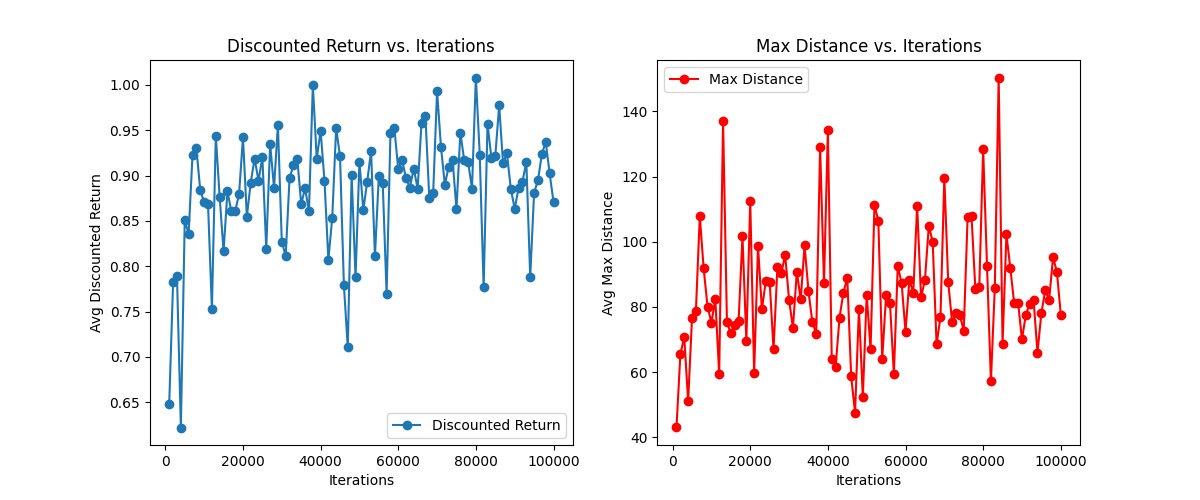 Discounted Return vs. Iterations
Avg Discounted Return
1.00
0.95
0.90
0.85
0.80
0.75
0.70
0.65
Discounted Return
0 20000 40000 60000 80000 100000
Iterations
Max Distance vs. Iterations
Avg Max Distance
Max Distance
140
120
100
80
60
40
0 20000 40000 60000 80000 100000
Iterations